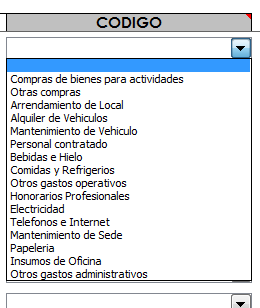 CODIGO
Compras de bienes para actividades
Otras compras
Arrendamiento de Local
Alquiler de Vehiculos
Mantenimiento de Vehiculo
Personal contratado
Bebidas e Hielo
Comidas y Refrigerios
Otros gastos operativos
Honorarios Profesionales
Electricidad
Telefonos e Internet
Mantenimiento de Sede
Papeleria
Insumos de Oficina
Otros gastos administrativos